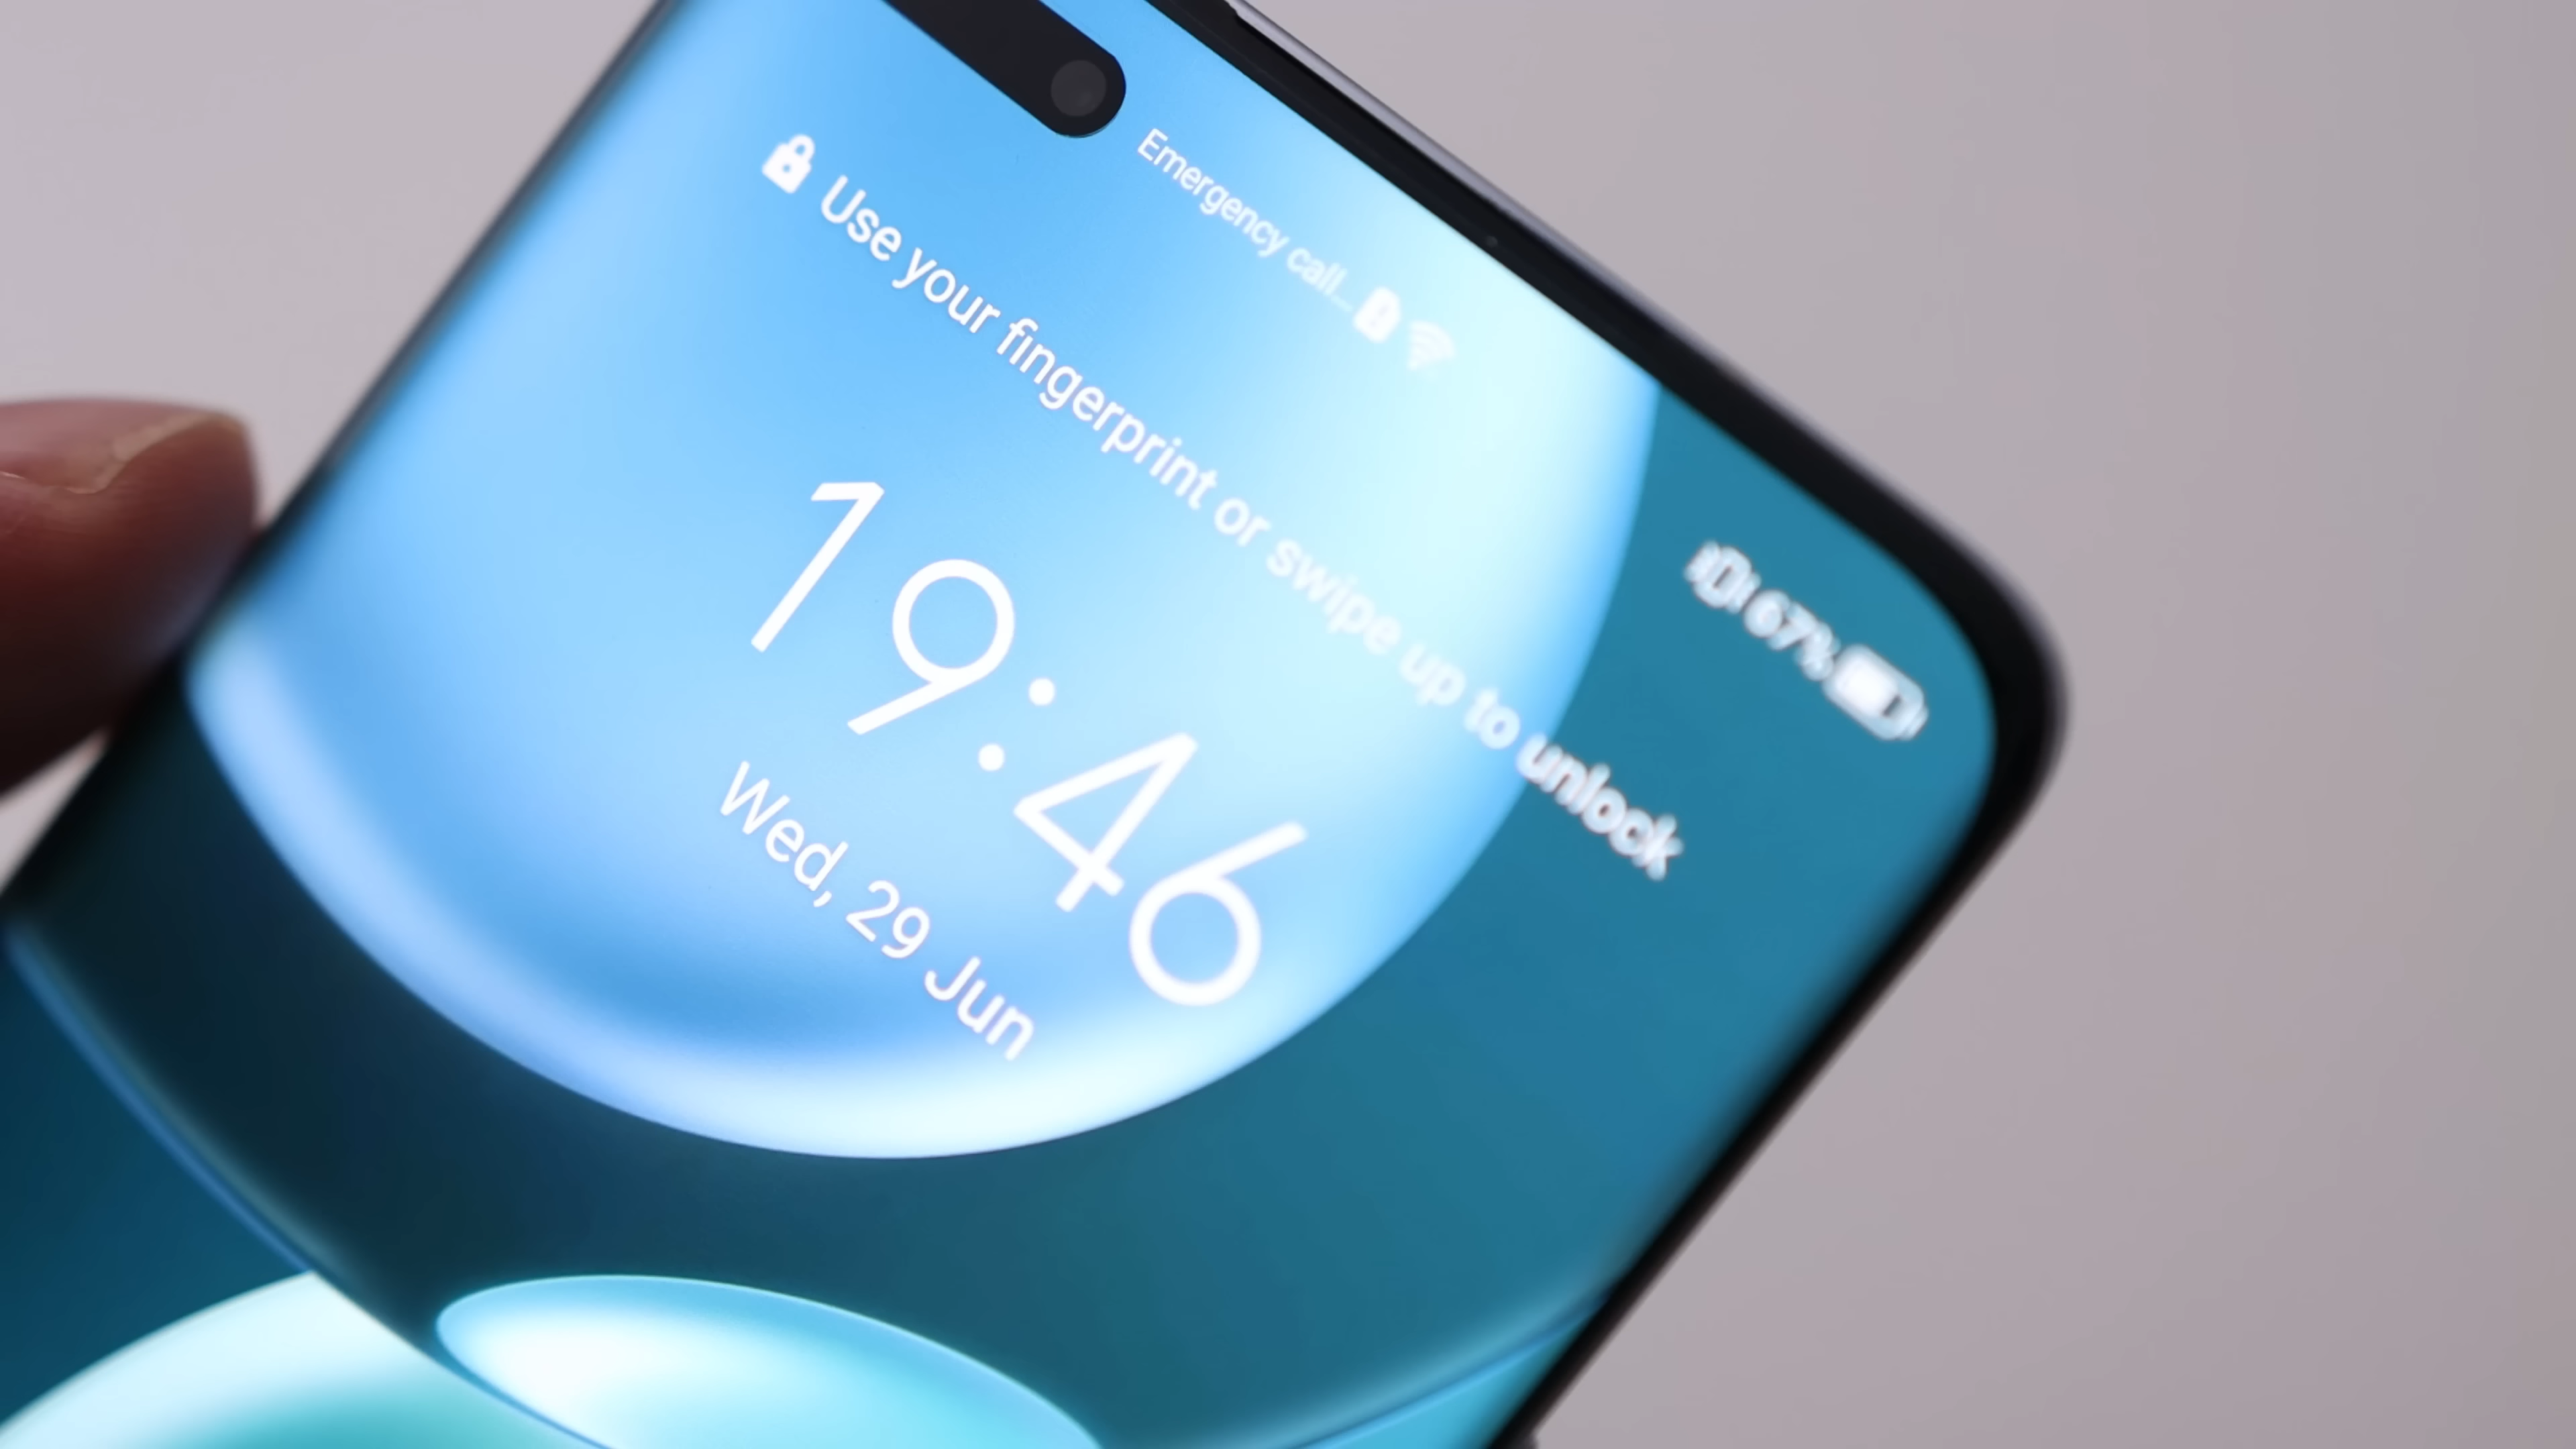 Emergency call...
67%
Use your fingerprint or swipe up to unlock
19:46
Wed, 29 Jun